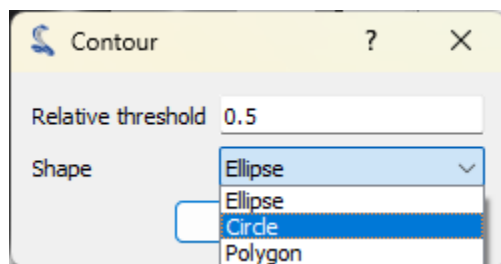 Contour ?
Relative threshold 0.5
Shape Ellipse
Ellipse
Circle
Polygon